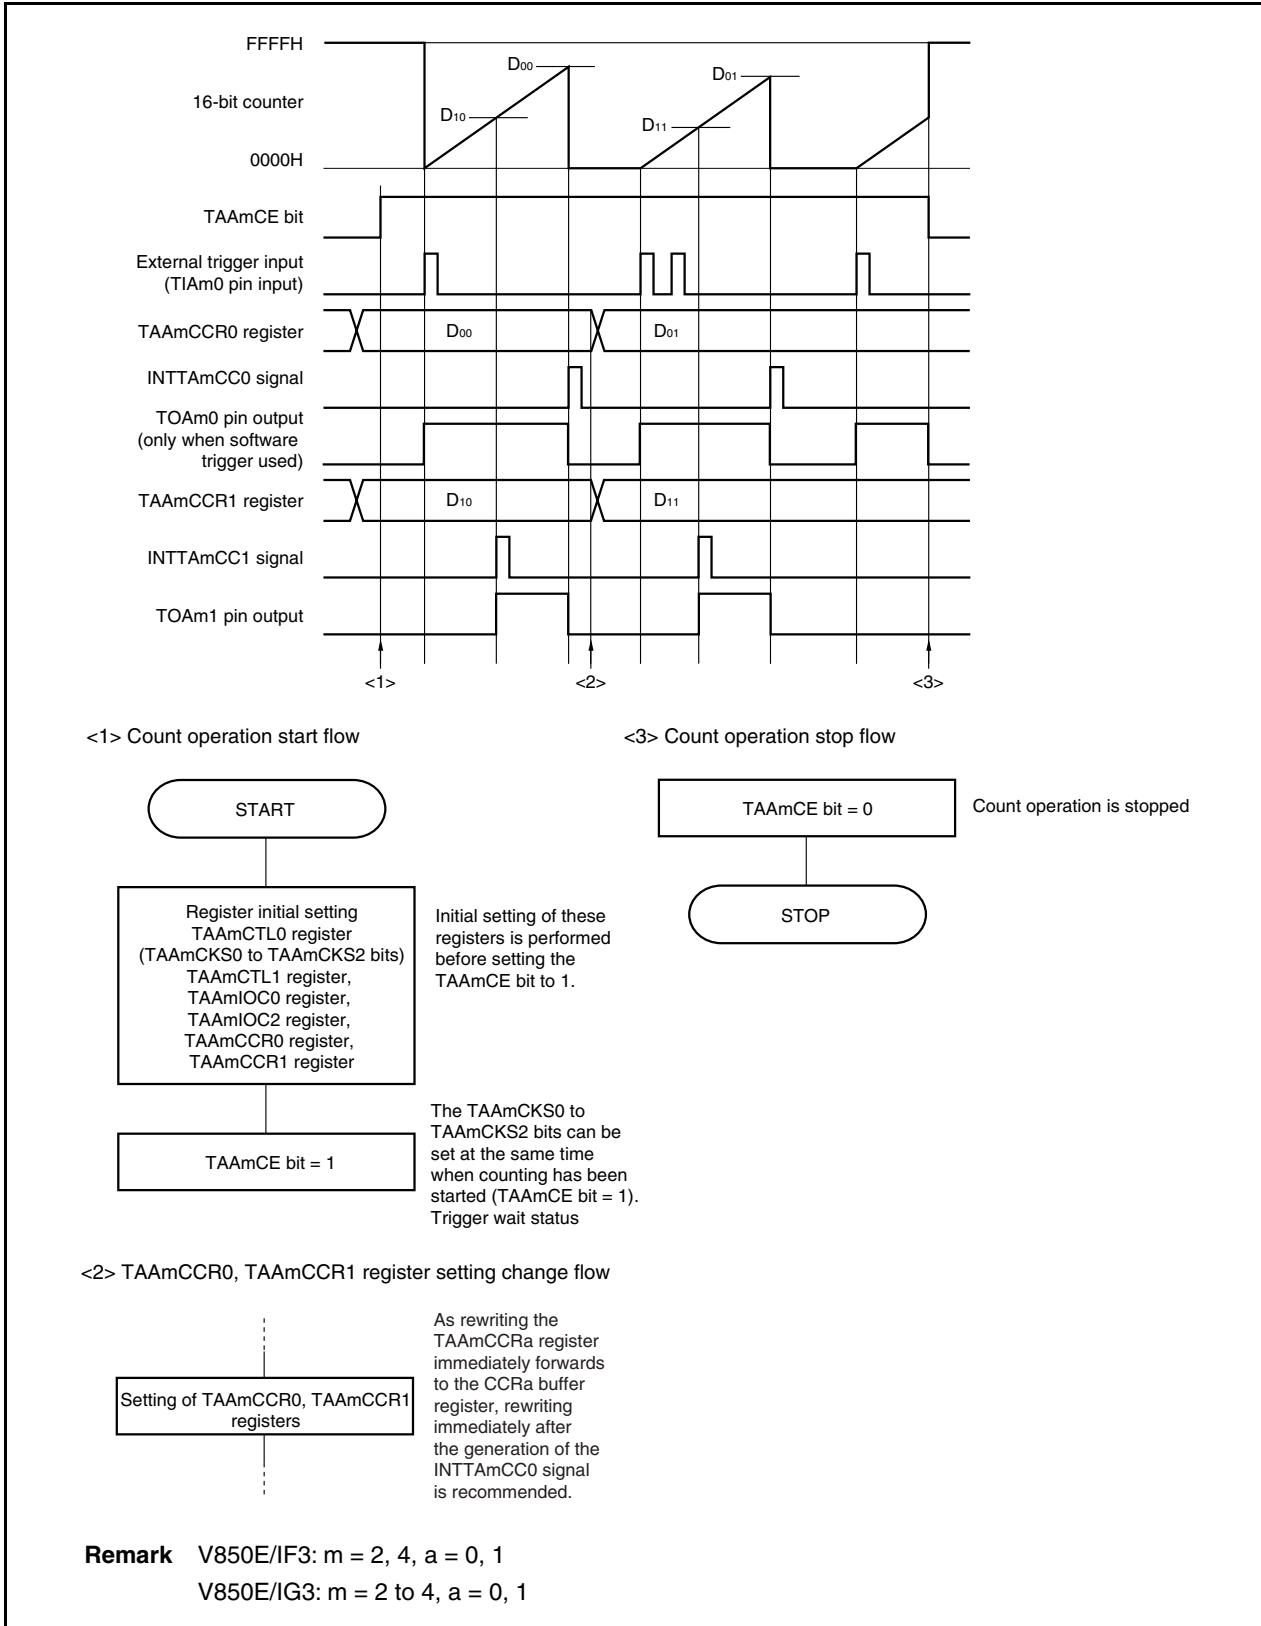 FFFFH
D00
D01
16-bit counter
D10
D11
0000H
TAAmCE bit
External trigger input
(TIAm0 pin input)
TAAmCCR0 register
D00
D01
INTTAmCC0 signal
TOAm0 pin output
(only when software
trigger used)
TAAmCCR1 register
D10
D11
INTTAmCC1 signal
TOAm1 pin output
<1>
<2>
<3>
<1> Count operation start flow
START
Register initial setting
TAAmCTL0 register
(TAAmCKS0 to TAAmCKS2 bits)
TAAmCTL1 register,
TAAmIOC0 register,
TAAmIOC2 register,
TAAmCCR0 register,
TAAmCCR1 register
Initial setting of these
registers is performed
before setting the
TAAmCE bit to 1.
TAAmCE bit = 1
The TAAmCKS0 to
TAAmCKS2 bits can be
set at the same time
when counting has been
started (TAAmCE bit = 1).
Trigger wait status
<3> Count operation stop flow
TAAmCE bit = 0
Count operation is stopped
STOP
<2> TAAmCCR0, TAAmCCR1 register setting change flow
Setting of TAAmCCR0, TAAmCCR1
registers
As rewriting the
TAAmCCRa register
immediately forwards
to the CCRa buffer
register, rewriting
immediately after
the generation of the
INTTAmCC0 signal
is recommended.
Remark V850E/IF3: m = 2, 4, a = 0, 1
V850E/IG3: m = 2 to 4, a = 0, 1